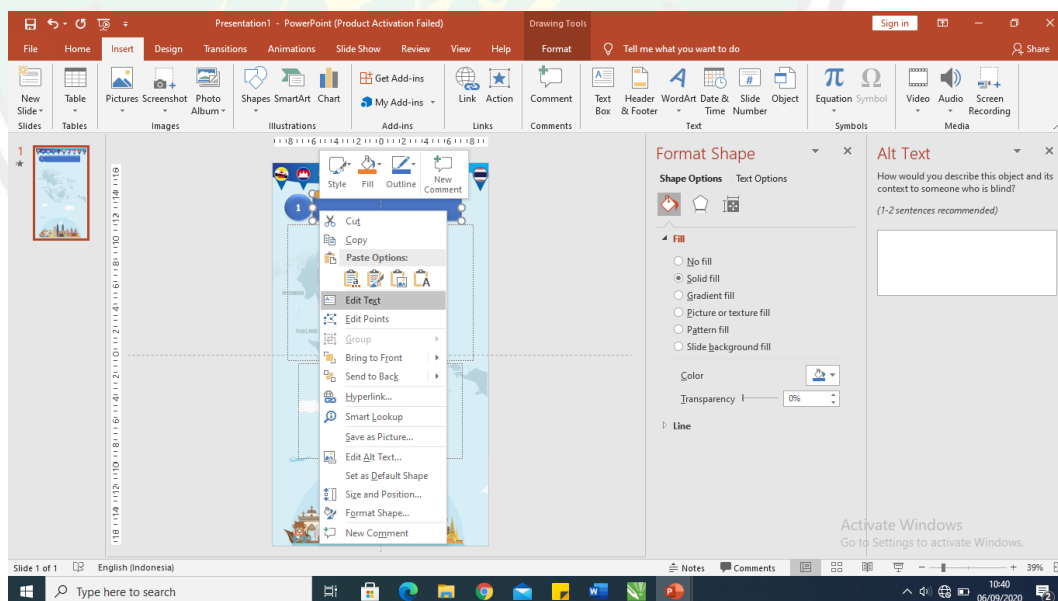 Presentation1 - PowerPoint (Product Activation Failed)
Drawing Tools
Sign in
File Home Insert Design Transitions Animations Slide Show Review View Help Format Tell me what you want to do Share
New Slide
Table
Pictures Screenshot Photo Album
Shapes SmartArt Chart
Get Add-ins
My Add-ins
Link Action
Comment
Text Box Header & Footer WordArt Date & Time Slide Number Object
Equation Symbol
Video Audio Screen Recording
Slides Tables Images Illustrations Add-ins Links Comments Text Symbols Media
1
Style Fill Outline New Comment
1
Cut
Copy
Paste Options:
Edit Text
Edit Points
Group
Bring to Front
Send to Back
Hyperlink...
Smart Lookup
Save as Picture...
Edit Alt Text...
Set as Default Shape
Size and Position...
Format Shape...
New Comment
Format Shape
Shape Options Text Options
Fill
No fill
Solid fill
Gradient fill
Picture or texture fill
Pattern fill
Slide background fill
Color
Transparency 0%
Line
Alt Text
How would you describe this object and its
context to someone who is blind?
(1-2 sentences recommended)
Activate Windows
Go to Settings to activate Windows.
Slide 1 of 1 English (Indonesia) Notes Comments 39%
Type here to search
10:40
06/09/2020